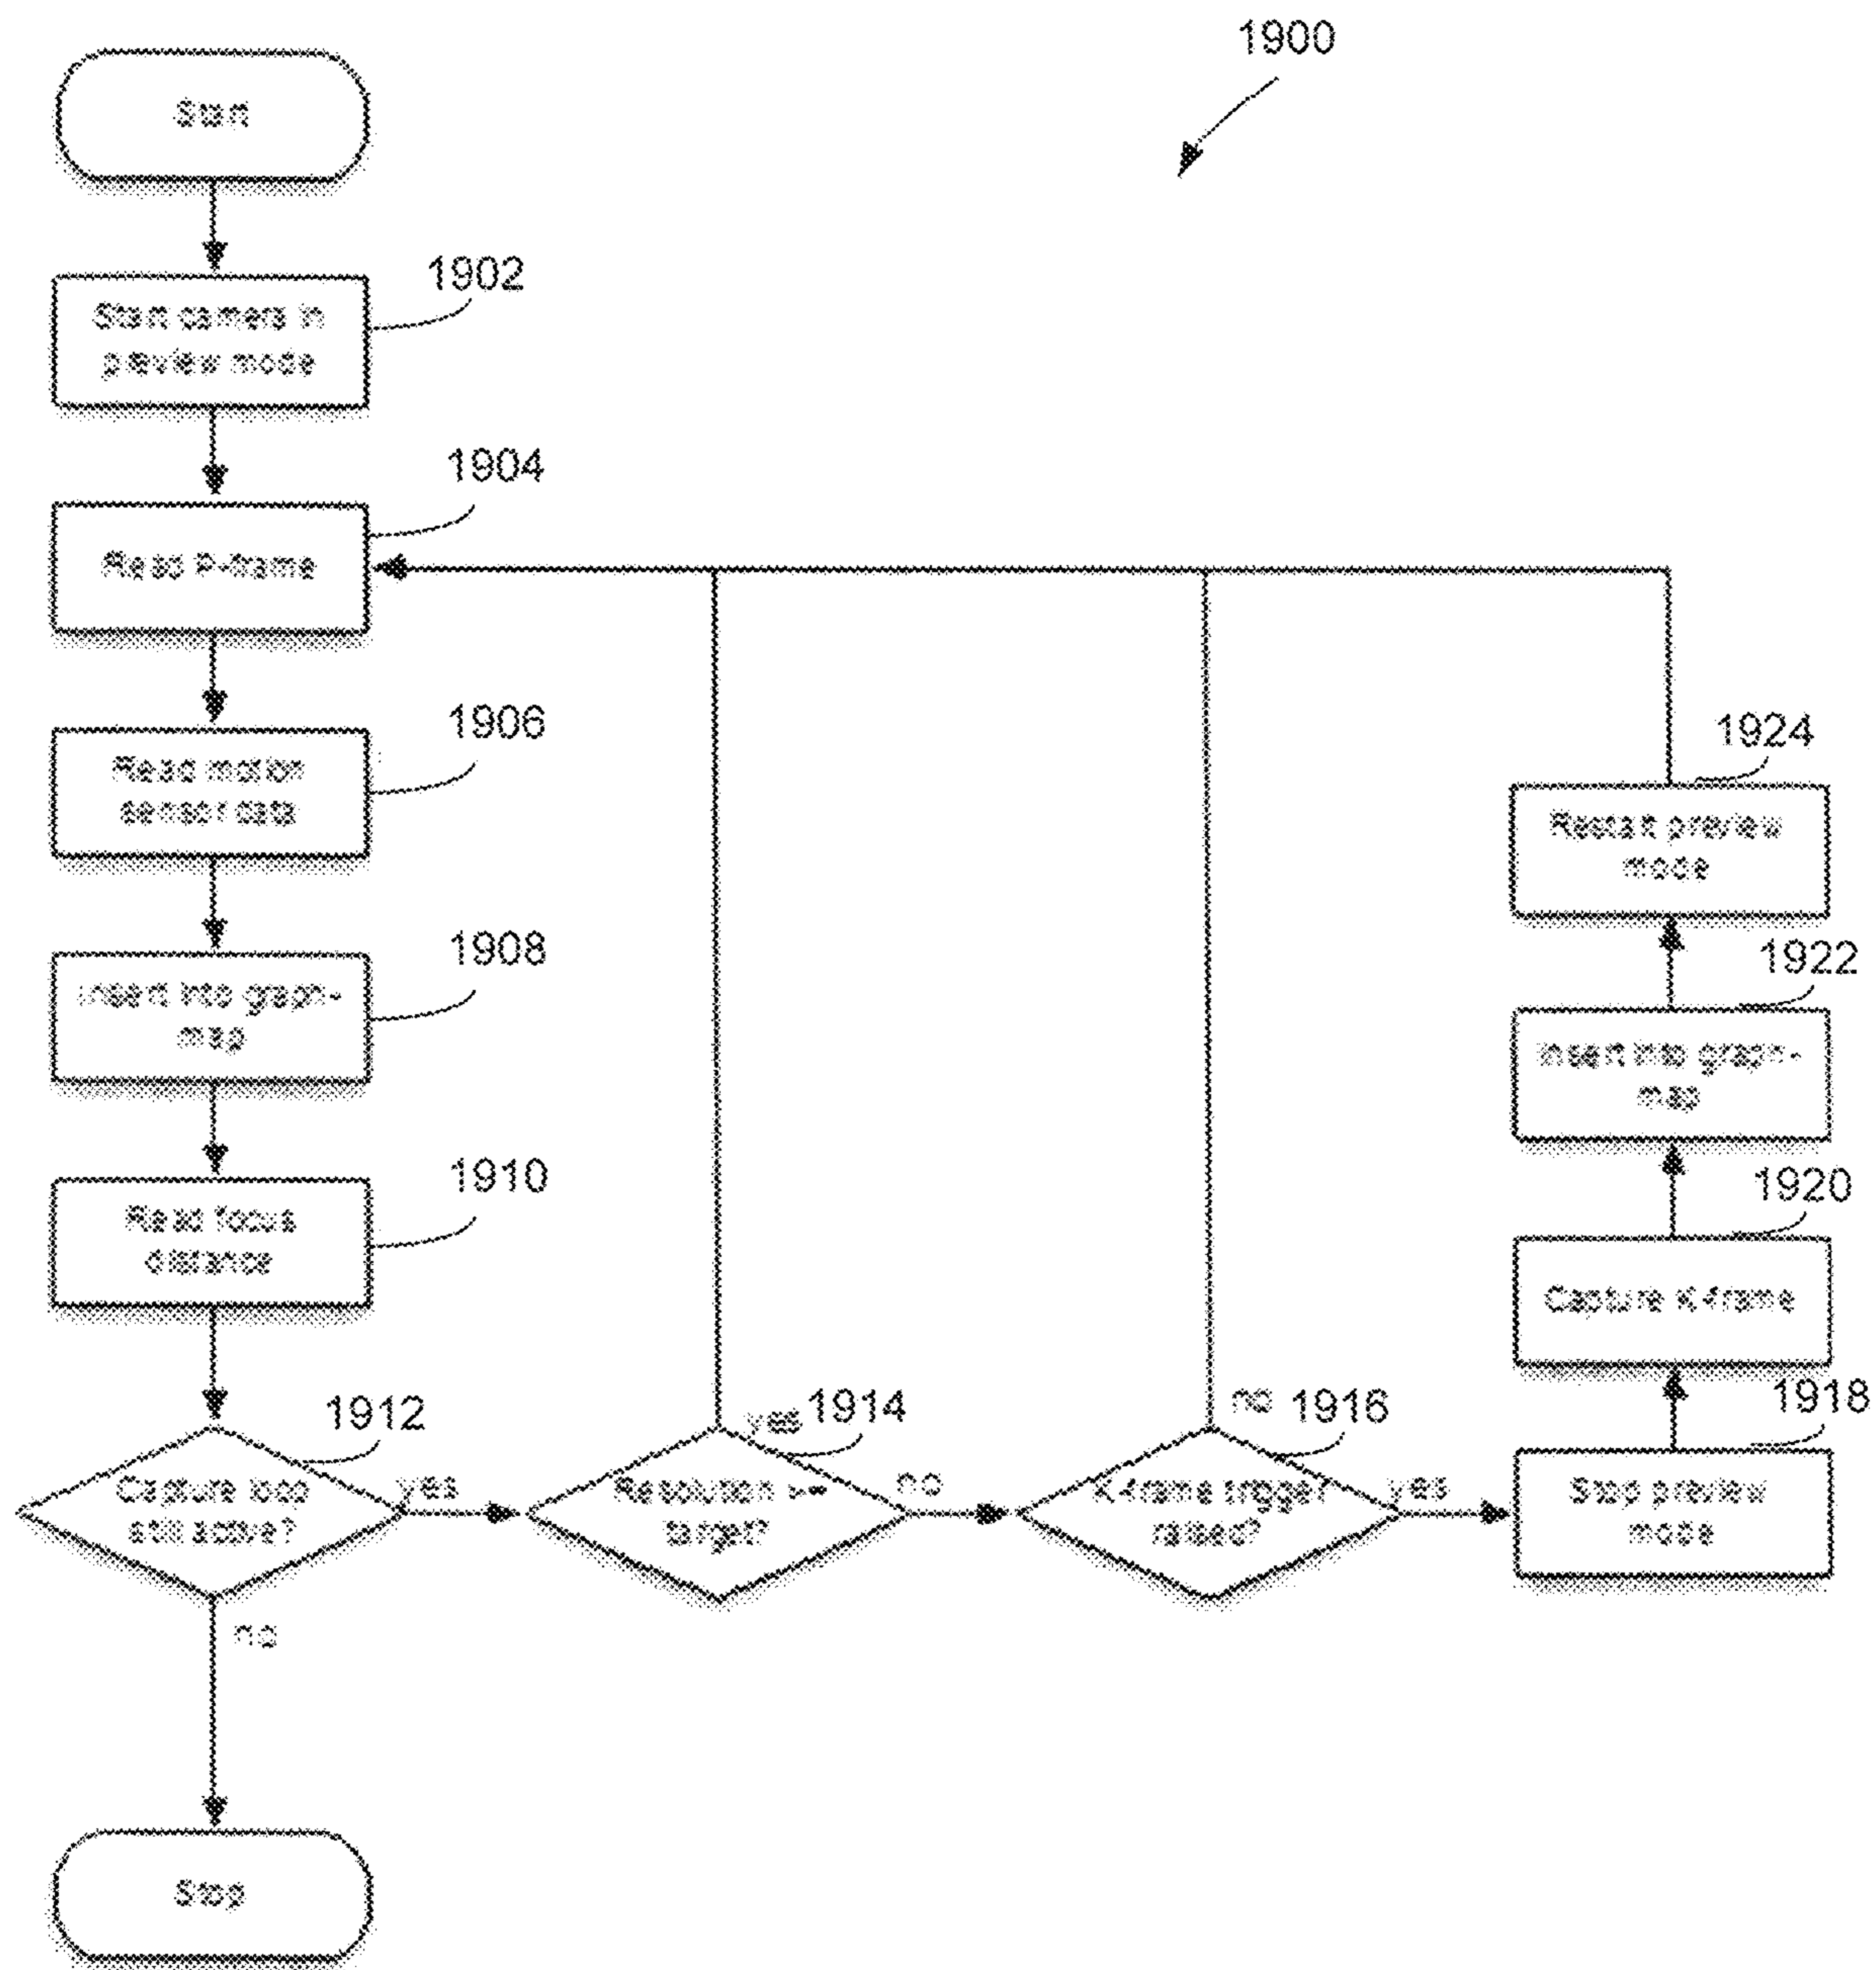 1900
Start
1902
Start camera in
preview mode
1904
Read P-frame
1906
Read motion
sensor data
1908
Insert into graph-
map
1910
Read focus
distance
1912
Capture loop
still active?
yes
no
Stop
1914
yes
Resolution >=
target?
no
1916
no
K-frame trigger
raised?
yes
1918
Stop preview
mode
1920
Capture K-frame
1922
Insert into graph-
map
1924
Restart preview
mode